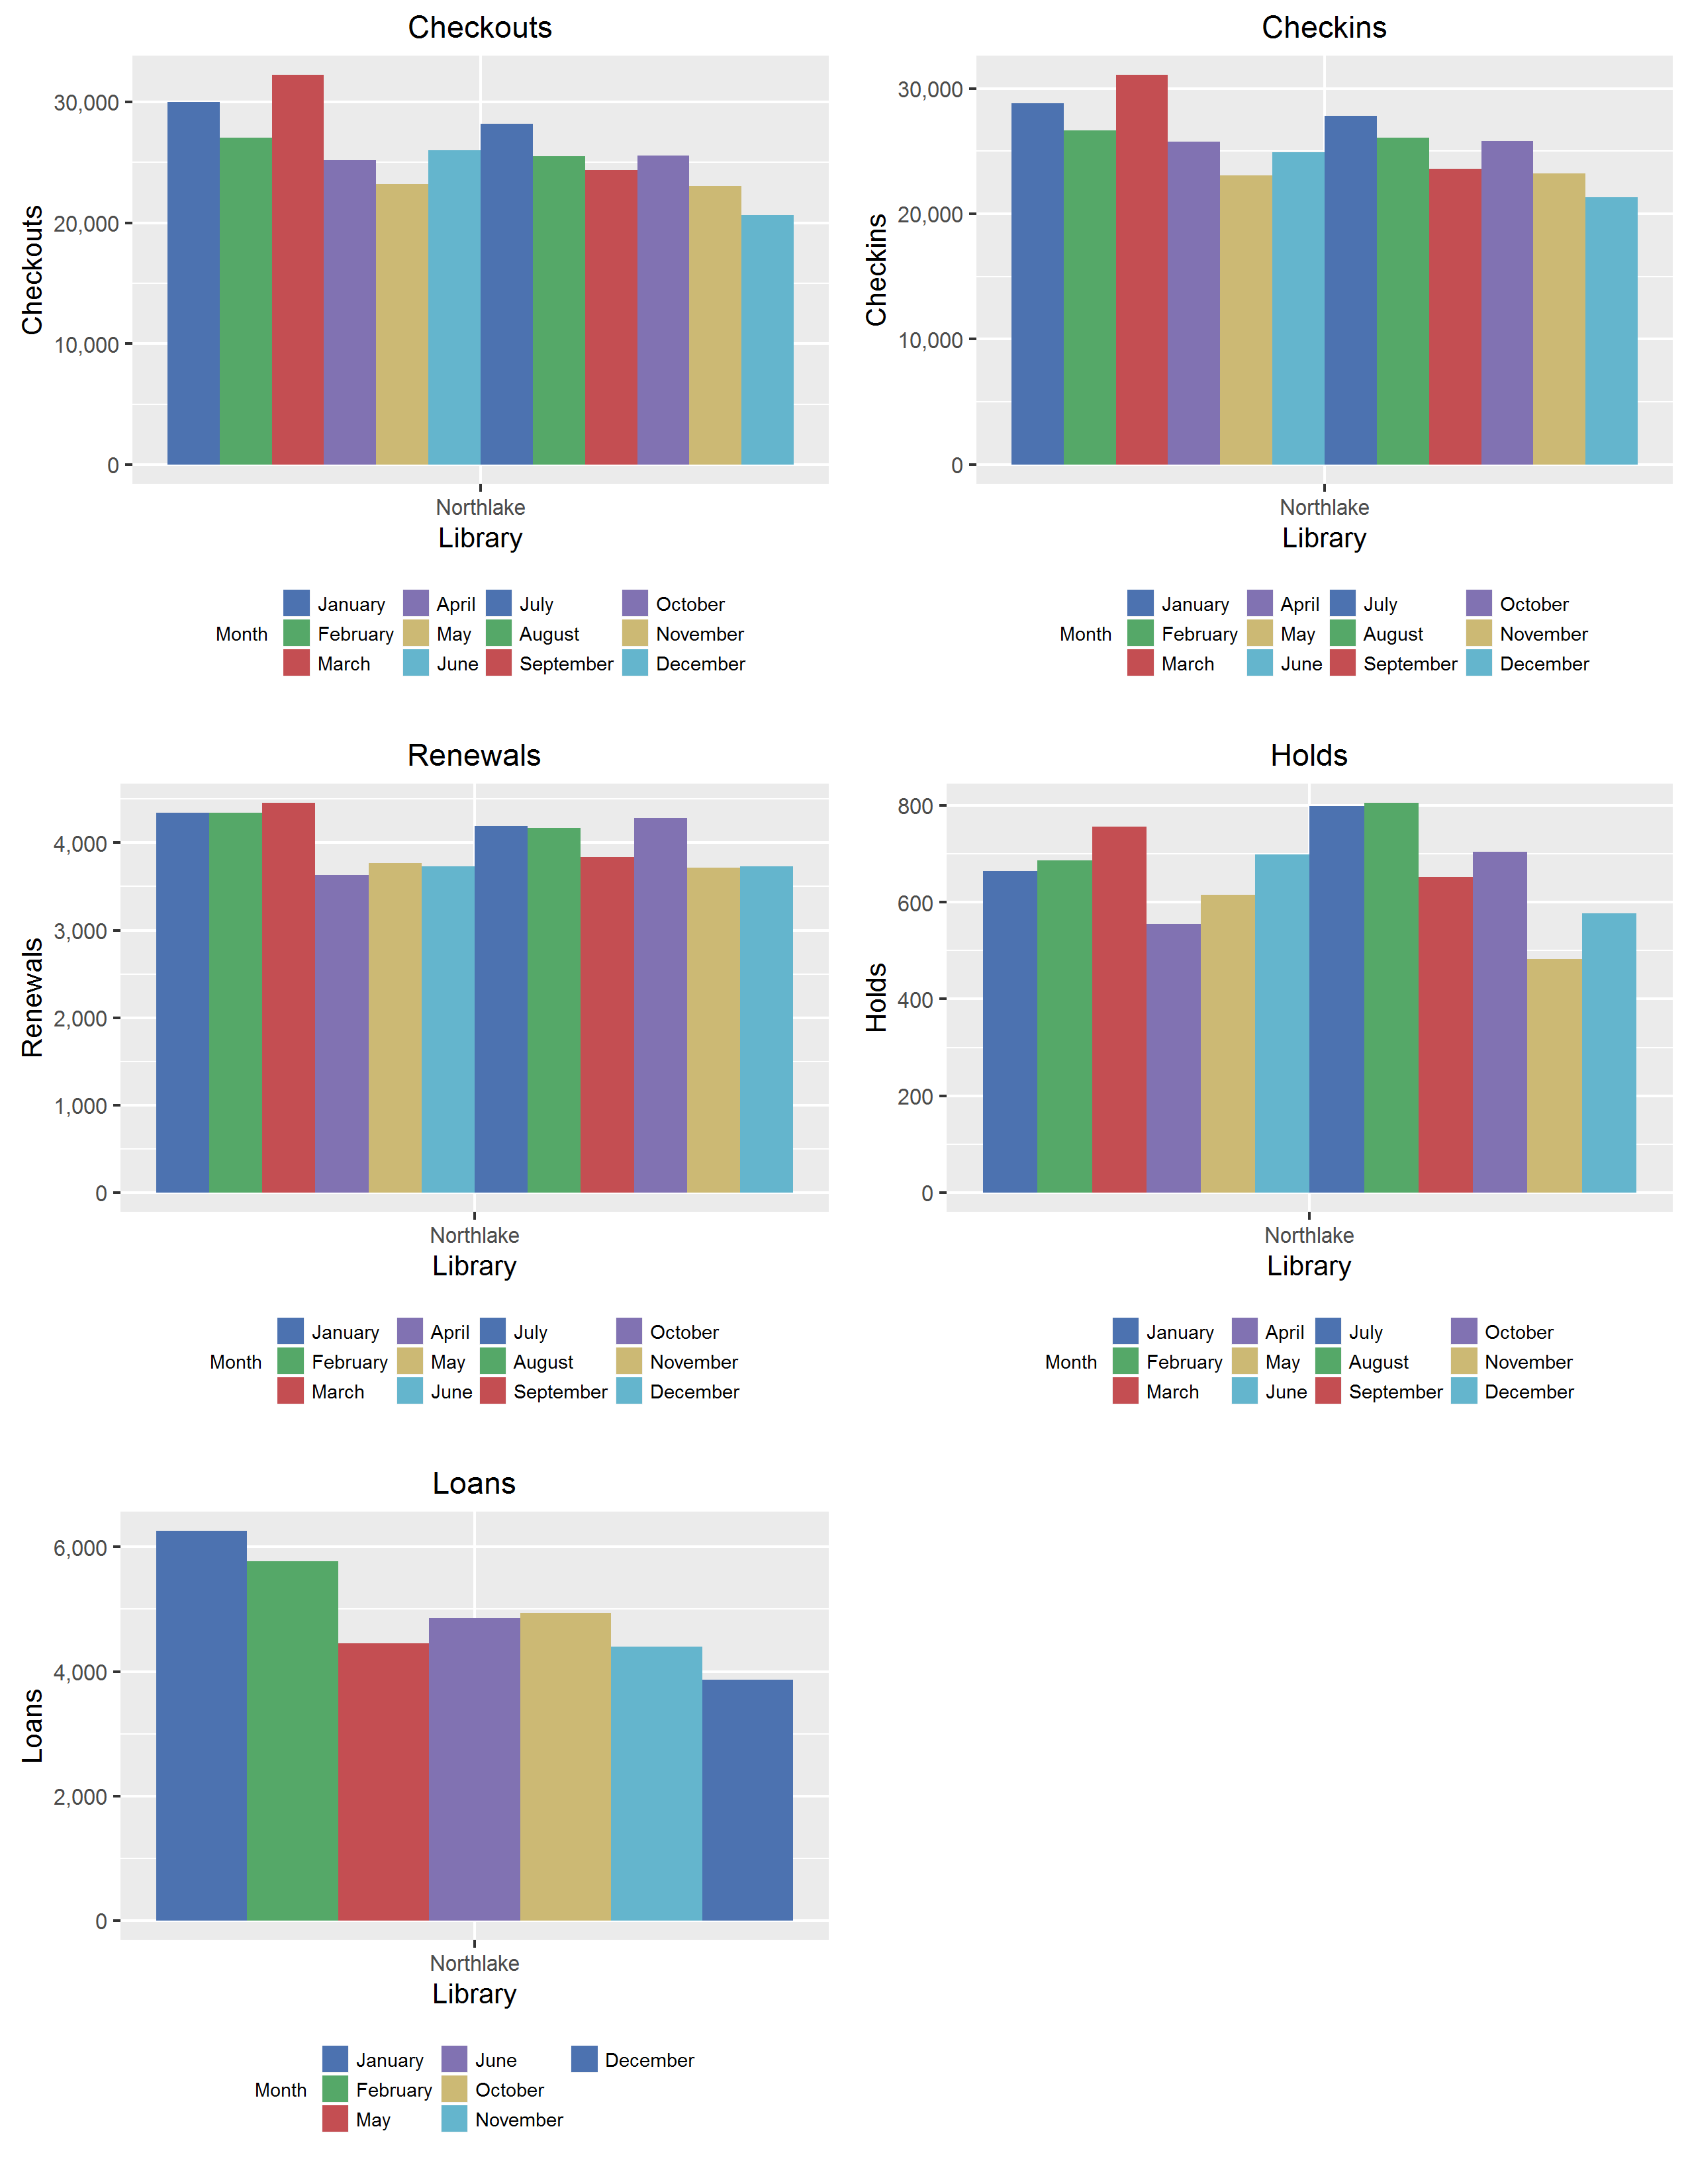 Checkouts
Checkouts
30,000
20,000
10,000
0
Northlake
Library
Month
January
February
March
April
May
June
July
August
September
October
November
December
Checkins
Checkins
30,000
20,000
10,000
0
Northlake
Library
Month
January
February
March
April
May
June
July
August
September
October
November
December
Renewals
Renewals
4,000
3,000
2,000
1,000
0
Northlake
Library
Month
January
February
March
April
May
June
July
August
September
October
November
December
Holds
Holds
800
600
400
200
0
Northlake
Library
Month
January
February
March
April
May
June
July
August
September
October
November
December
Loans
Loans
6,000
4,000
2,000
0
Northlake
Library
Month
January
February
May
June
October
November
December